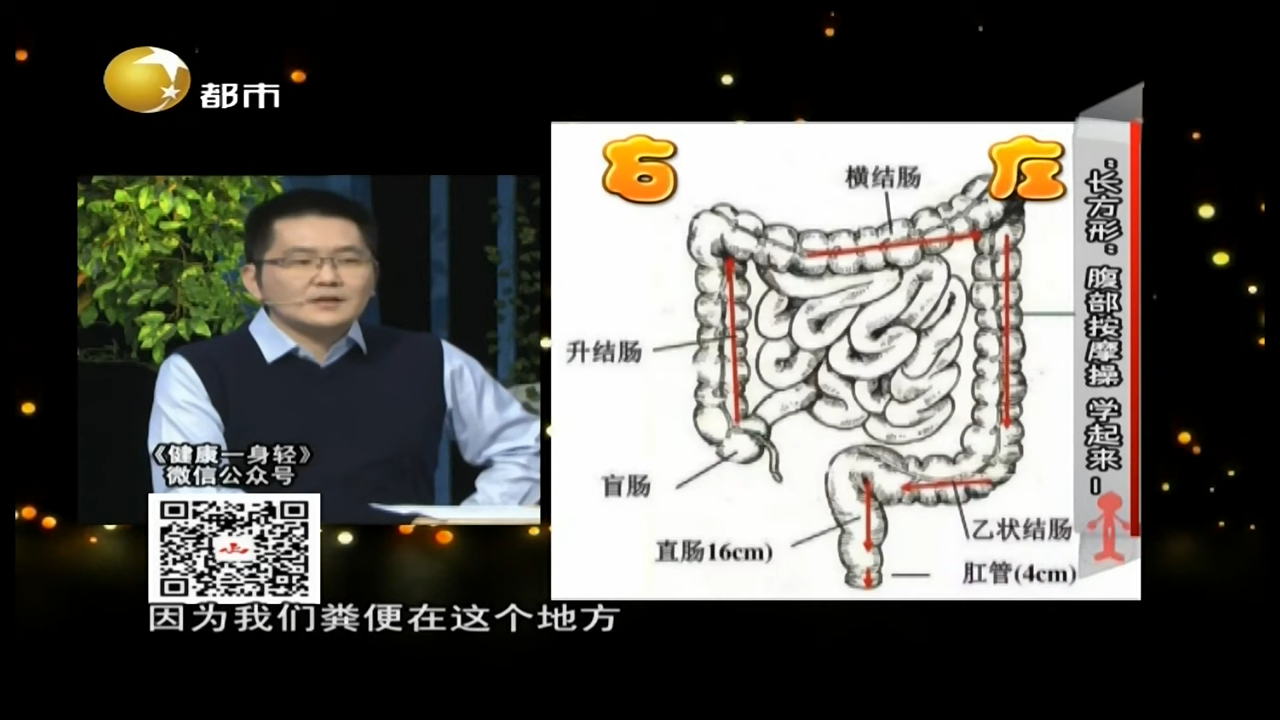 都市
右
左
横结肠
升结肠
盲肠
直肠16cm)
乙状结肠
肛管(4cm)
"长方形"腹部按摩操 学起来!
《健康一身轻》
微信公众号
因为我们粪便在这个地方